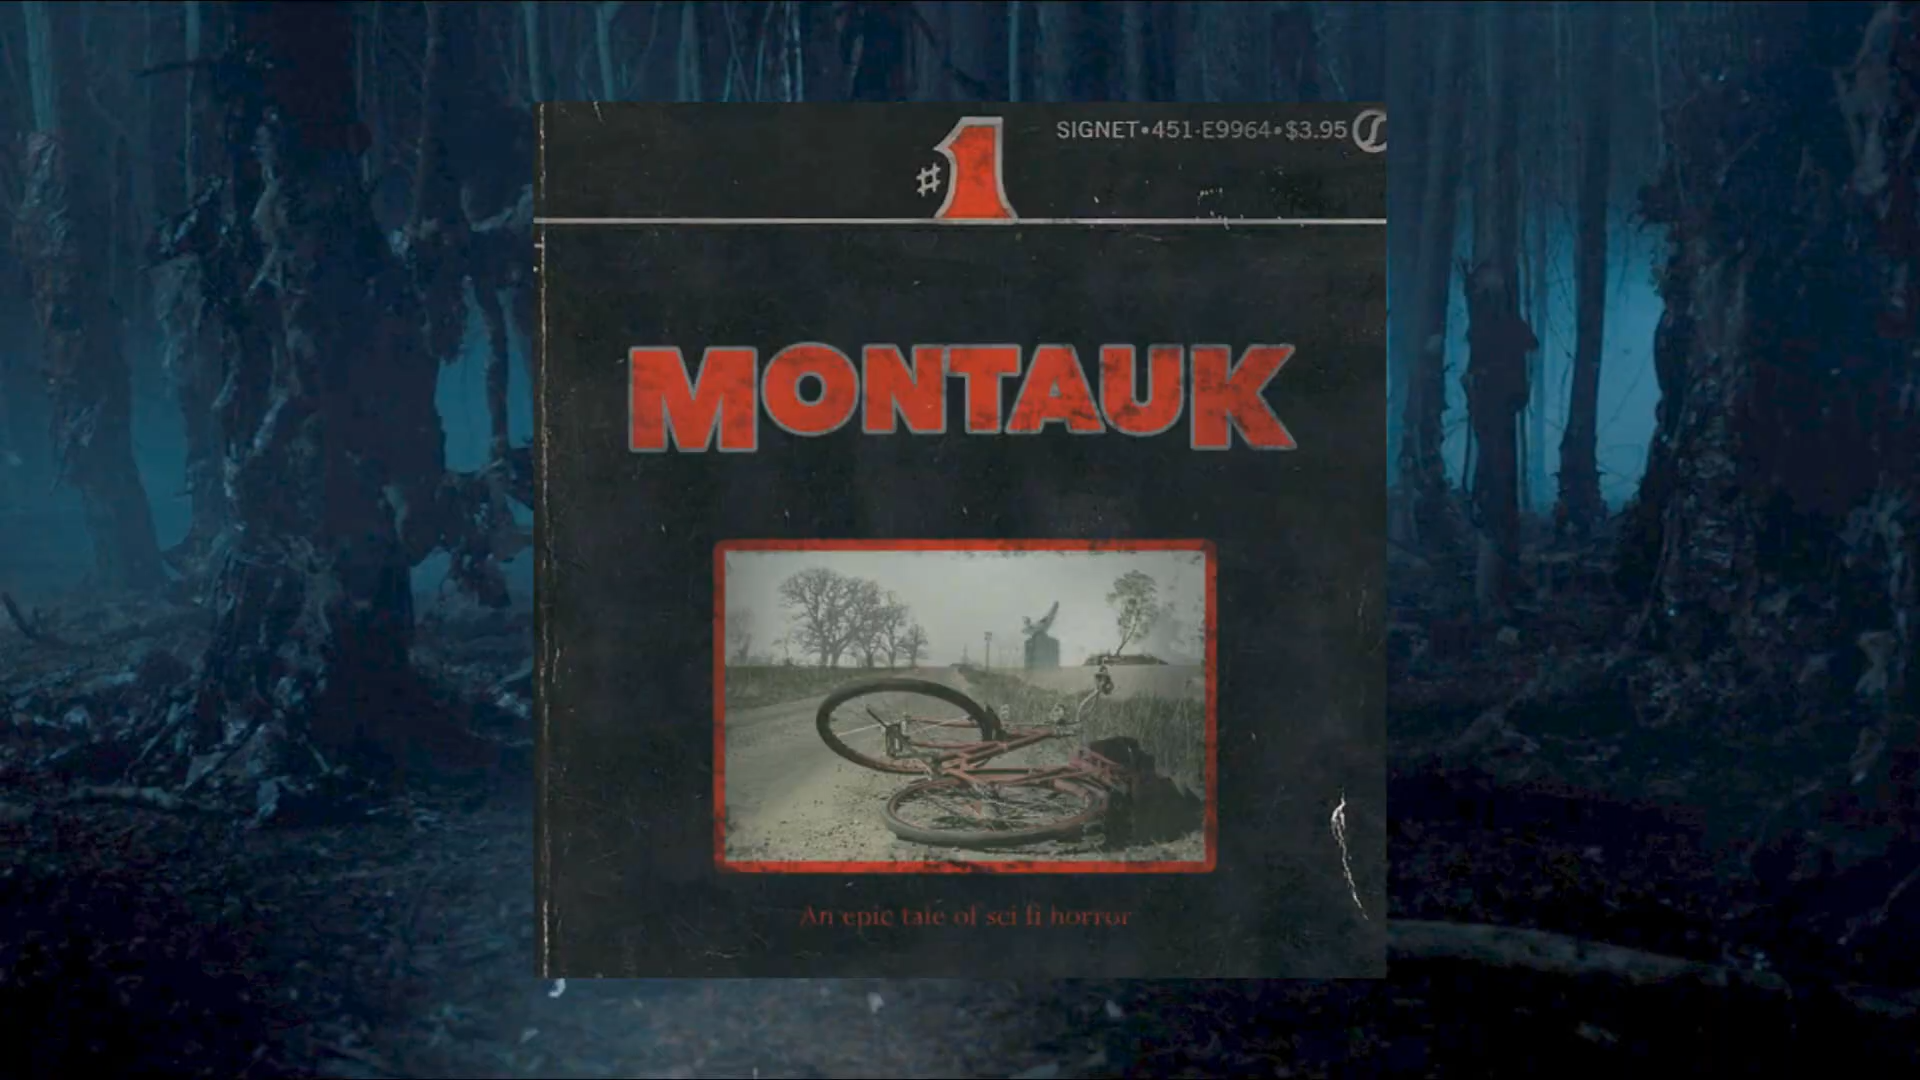 #1
SIGNET•451-E9964•$3.95
MONTAUK
An epic tale of sci fi horror